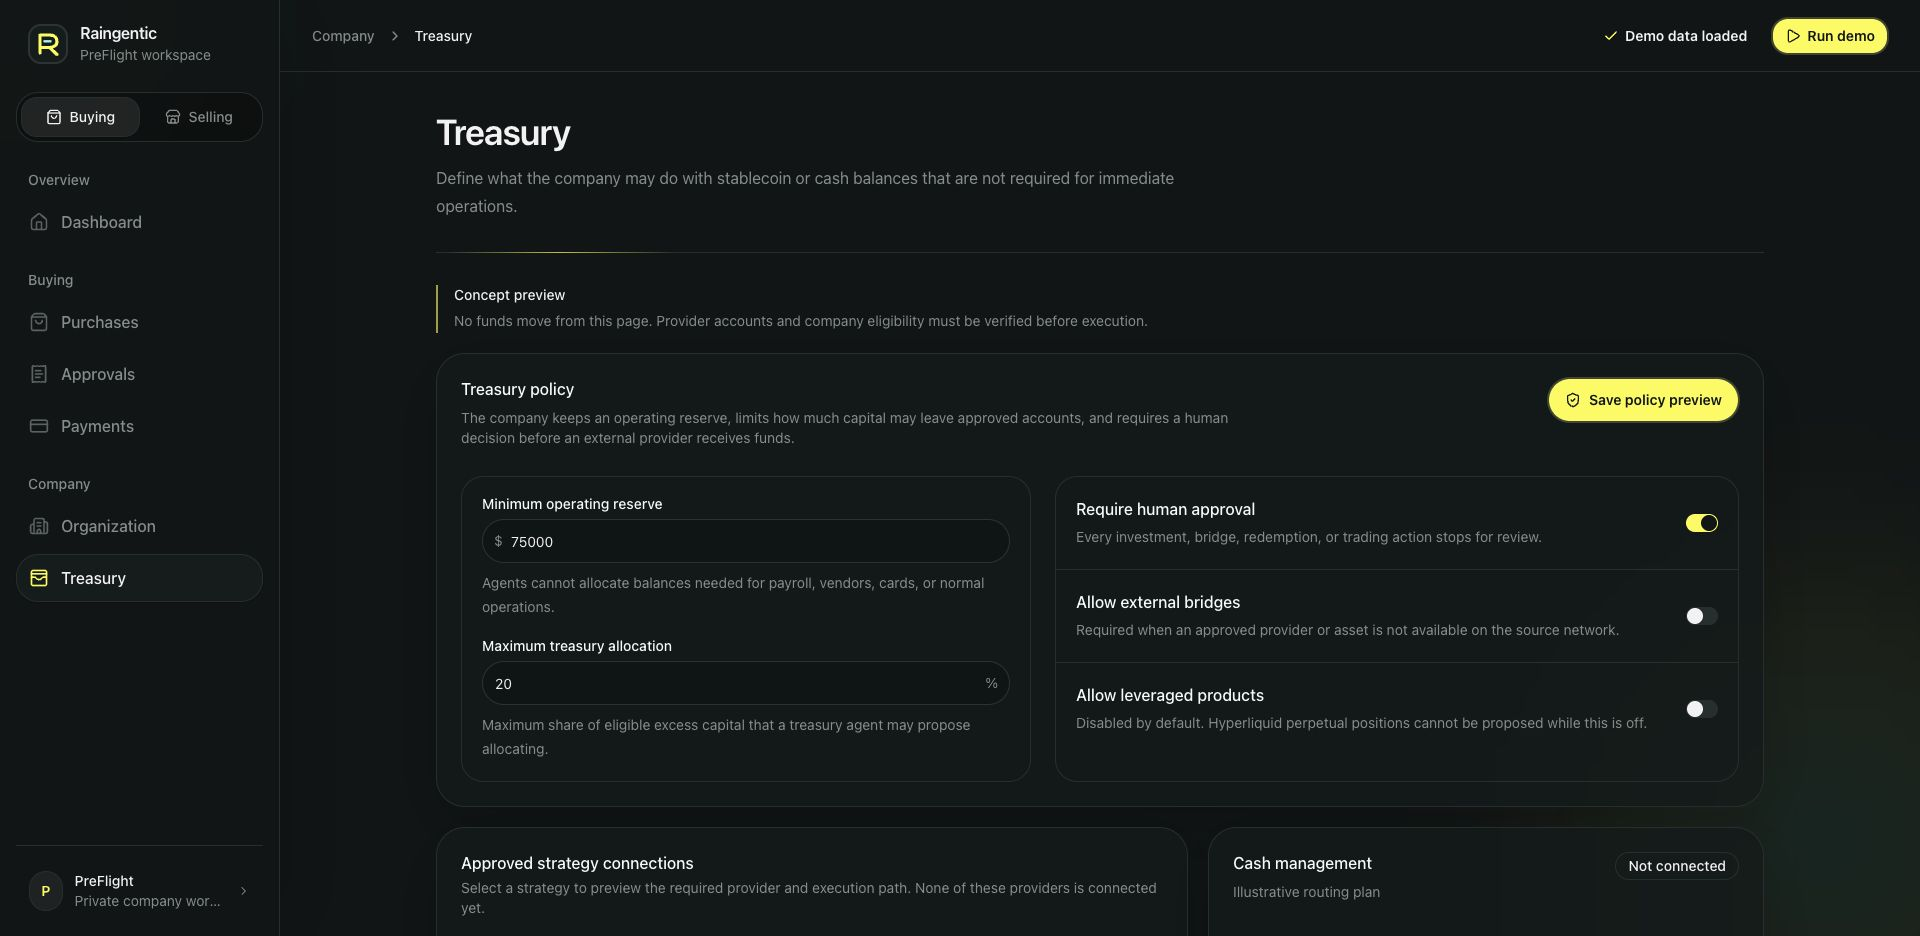 Raingentic
PreFlight workspace
Buying
Selling
Overview
Dashboard
Buying
Purchases
Approvals
Payments
Company
Organization
Treasury
P
PreFlight
Private company wor...
Company
Treasury
Demo data loaded
Run demo
Treasury
Define what the company may do with stablecoin or cash balances that are not required for immediate
operations.
Concept preview
No funds move from this page. Provider accounts and company eligibility must be verified before execution.
Treasury policy
The company keeps an operating reserve, limits how much capital may leave approved accounts, and requires a human
decision before an external provider receives funds.
Save policy preview
Minimum operating reserve
$ 75000
Agents cannot allocate balances needed for payroll, vendors, cards, or normal
operations.
Maximum treasury allocation
20 %
Maximum share of eligible excess capital that a treasury agent may propose
allocating.
Require human approval
Every investment, bridge, redemption, or trading action stops for review.
Allow external bridges
Required when an approved provider or asset is not available on the source network.
Allow leveraged products
Disabled by default. Hyperliquid perpetual positions cannot be proposed while this is off.
Approved strategy connections
Select a strategy to preview the required provider and execution path. None of these providers is connected
yet.
Cash management
Illustrative routing plan
Not connected